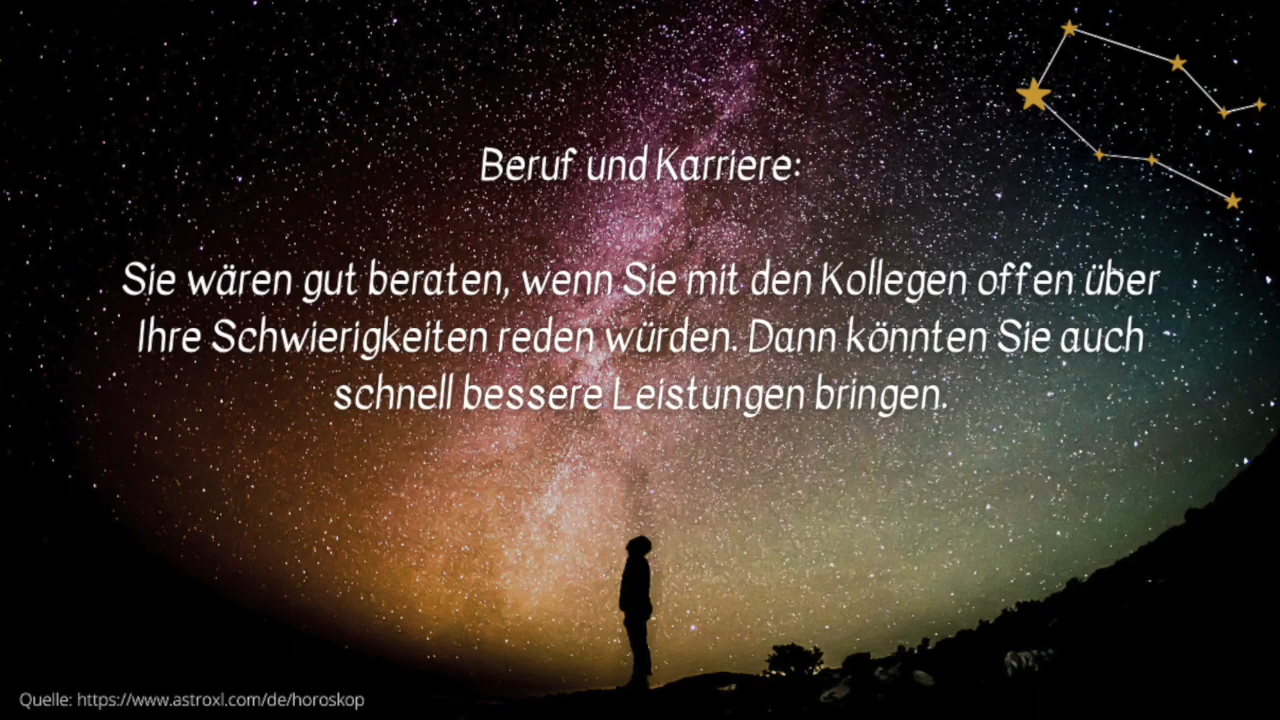 Beruf und Karriere:
Sie wären gut beraten, wenn Sie mit den Kollegen offen über
Ihre Schwierigkeiten reden würden. Dann könnten Sie auch
schnell bessere Leistungen bringen.
Quelle: https://www.astroxl.com/de/horoskop